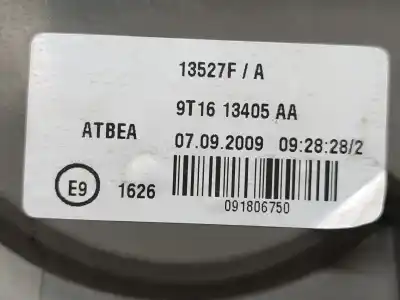 13527F / A
9T16 13405 AA
ATBEA 07.09.2009 09:28:28/2
E9 1626
091806750